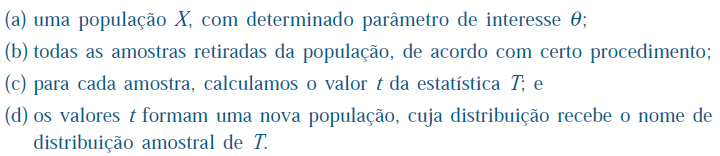 (a) uma população X, com determinado parâmetro de interesse θ;
(b) todas as amostras retiradas da população, de acordo com certo procedimento;
(c) para cada amostra, calculamos o valor t da estatística T; e
(d) os valores t formam uma nova população, cuja distribuição recebe o nome de
distribuição amostral de T.